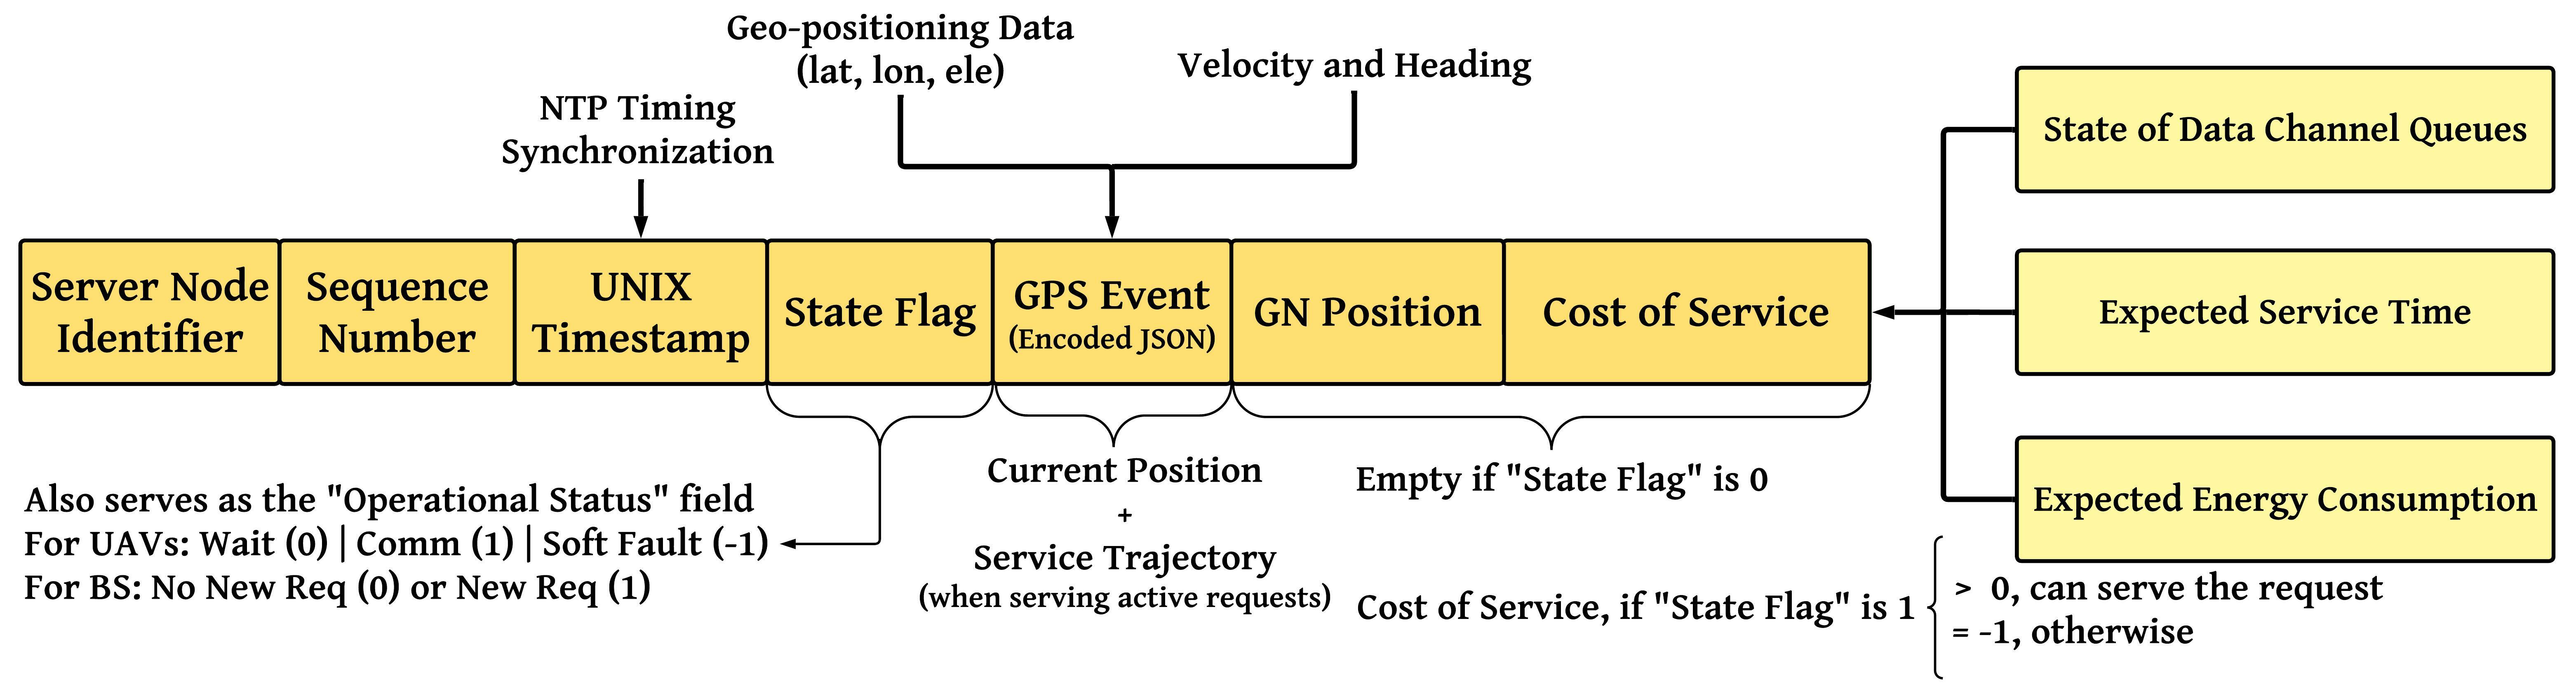 Geo-positioning Data
(lat, lon, ele)
Velocity and Heading
NTP Timing
Synchronization
State of Data Channel Queues
Server Node
Identifier
Sequence
Number
UNIX
Timestamp
State Flag
GPS Event
(Encoded JSON)
GN Position
Cost of Service
Expected Service Time
Expected Energy Consumption
Also serves as the "Operational Status" field
For UAVs: Wait (0) | Comm (1) | Soft Fault (-1)
For BS: No New Req (0) or New Req (1)
Current Position
+
Service Trajectory
(when serving active requests)
Empty if "State Flag" is 0
Cost of Service, if "State Flag" is 1
> 0, can serve the request
= -1, otherwise